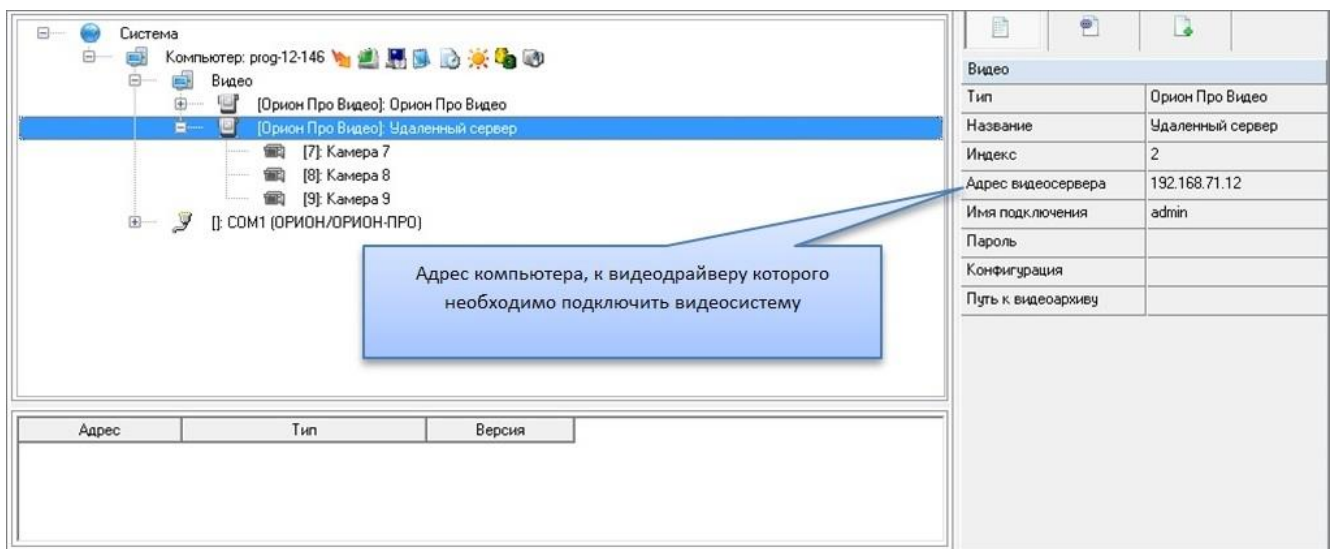 Система
Компьютер: prog-12-146
Видео
[Орион Про Видео]: Орион Про Видео
[Орион Про Видео]: Удаленный сервер
[7]: Камера 7
[8]: Камера 8
[9]: Камера 9
[]: COM1 (ОРИОН/ОРИОН-ПРО)
Адрес компьютера, к видеодрайверу которого
необходимо подключить видеосистему
Адрес Тип Версия
Видео
Тип Орион Про Видео
Название Удаленный сервер
Индекс 2
Адрес видеосервера 192.168.71.12
Имя подключения admin
Пароль
Конфигурация
Путь к видеоархиву